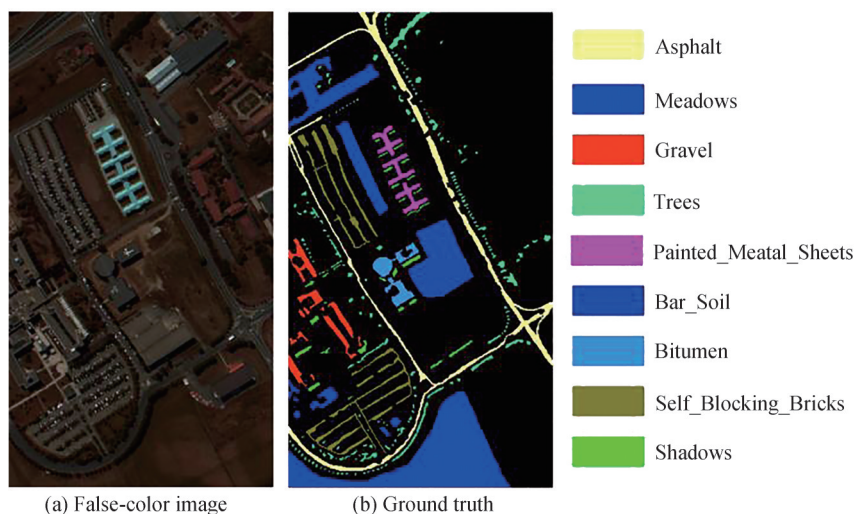 Asphalt
Meadows
Gravel
Trees
Painted_Meatal_Sheets
Bar_Soil
Bitumen
Self_Blocking_Bricks
Shadows
(a) False-color image
(b) Ground truth